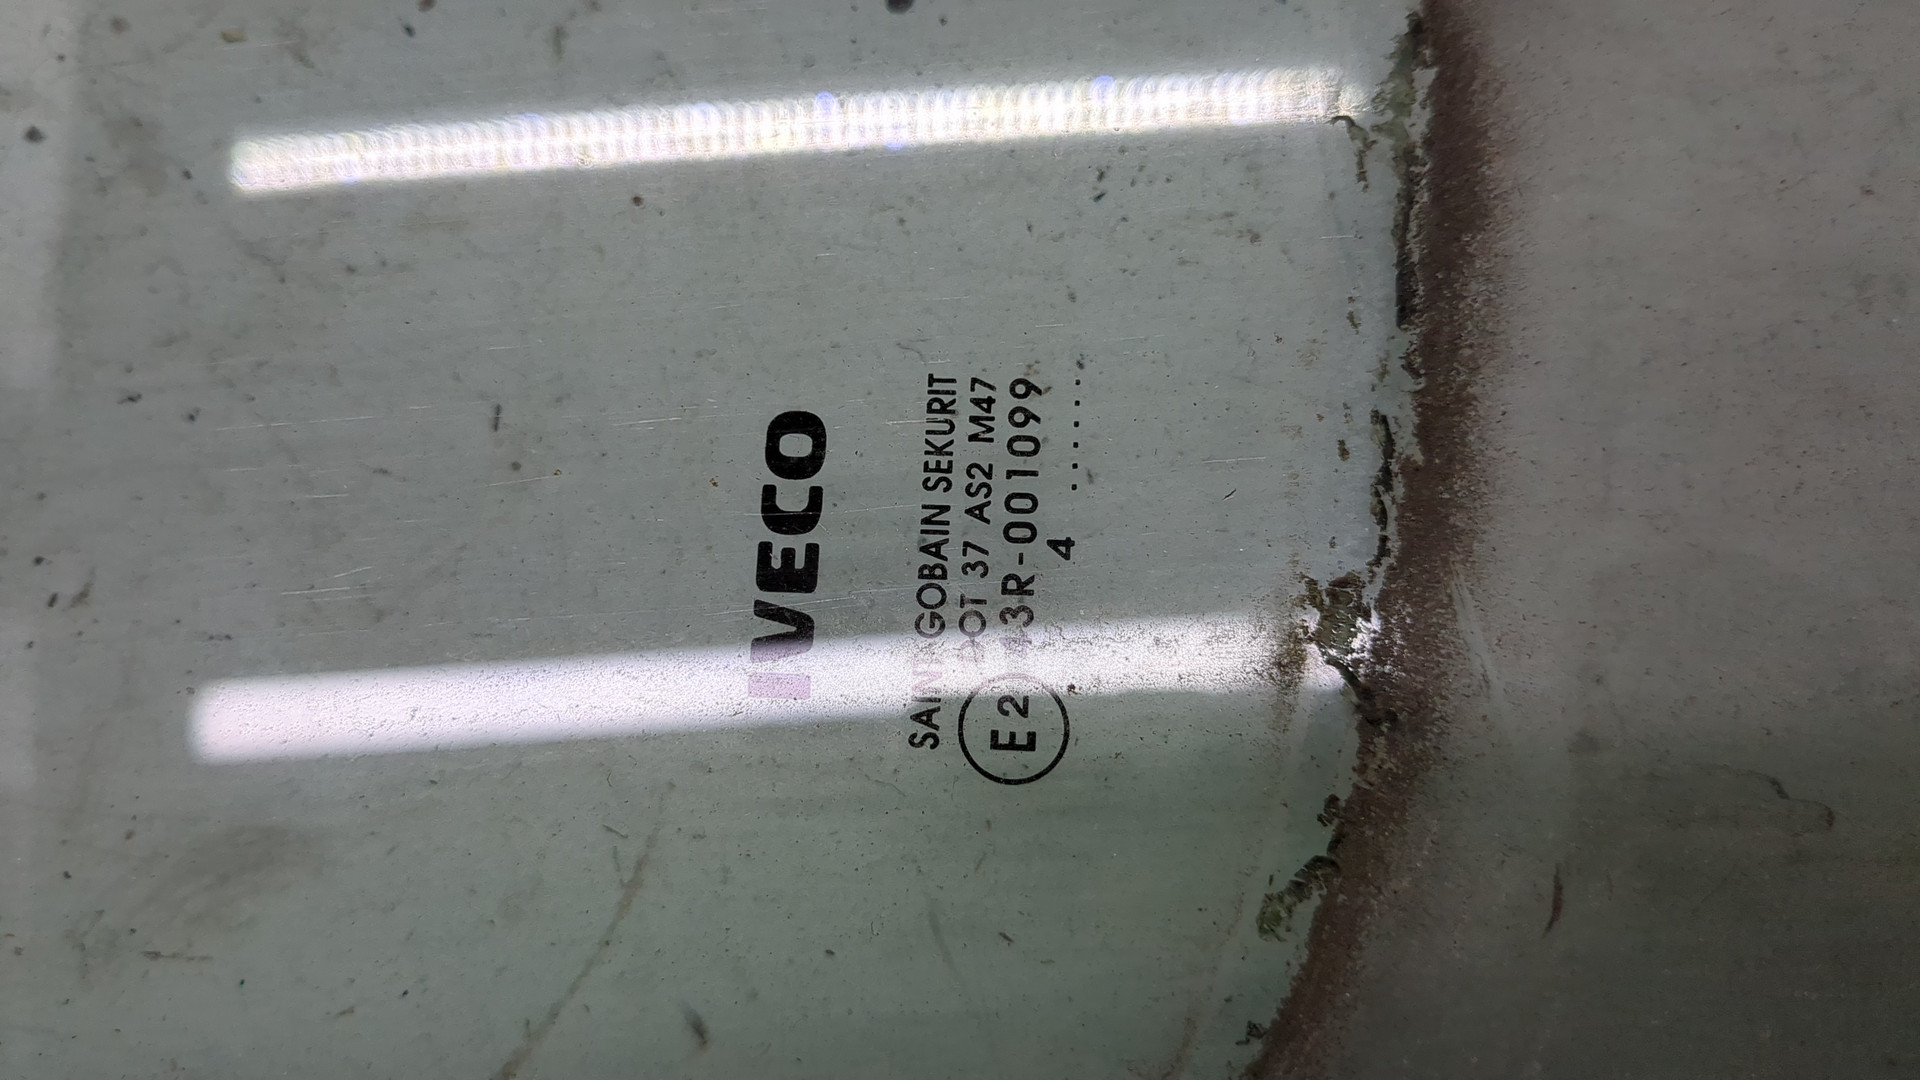 IVECO
SAINT GOBAIN SEKURIT
DOT 37 AS2 M47
E2 43R-001099
4 .......